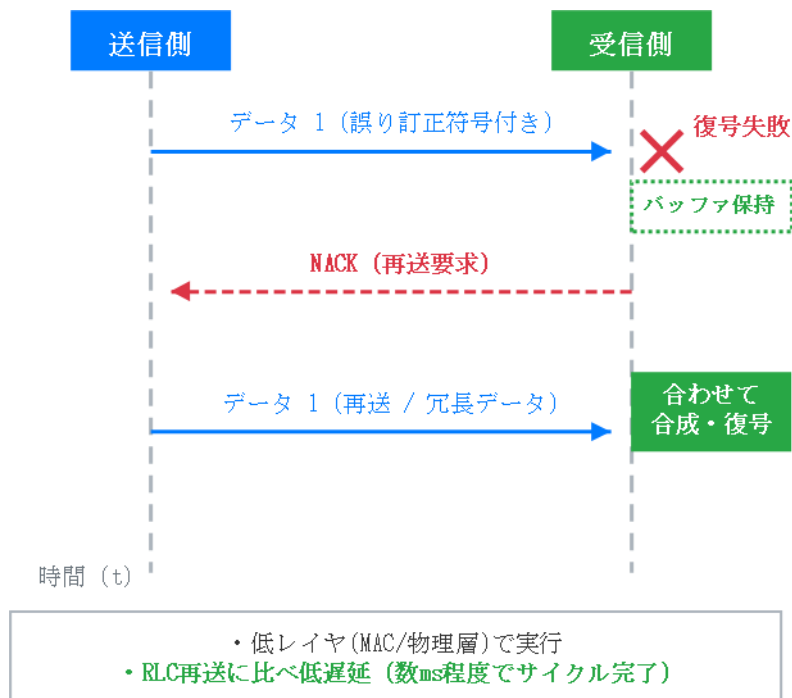 送信側
受信側
データ 1 (誤り訂正符号付き)
復号失敗
バッファ保持
NACK (再送要求)
データ 1 (再送 / 冗長データ)
合わせて
合成・復号
時間 (t)
・低レイヤ(MAC/物理層)で実行
・RLC再送に比べ低遅延 (数ms程度でサイクル完了)